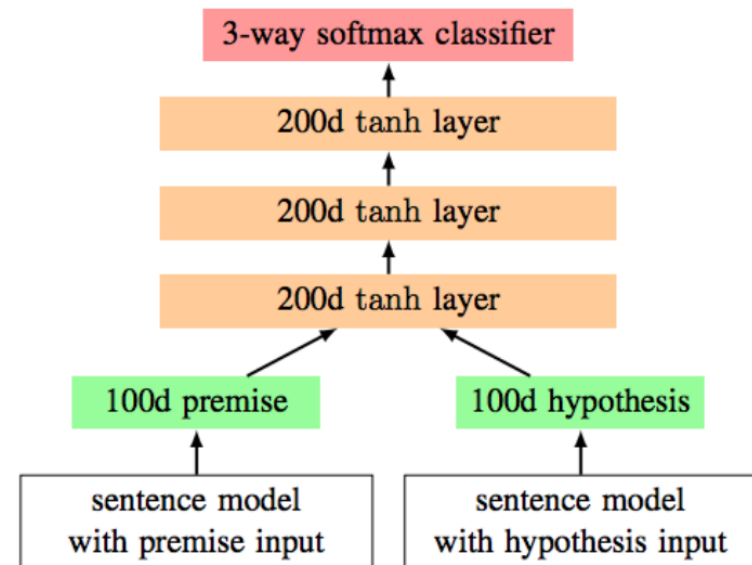 3-way softmax classifier
200d tanh layer
200d tanh layer
200d tanh layer
100d premise
100d hypothesis
sentence model
with premise input
sentence model
with hypothesis input